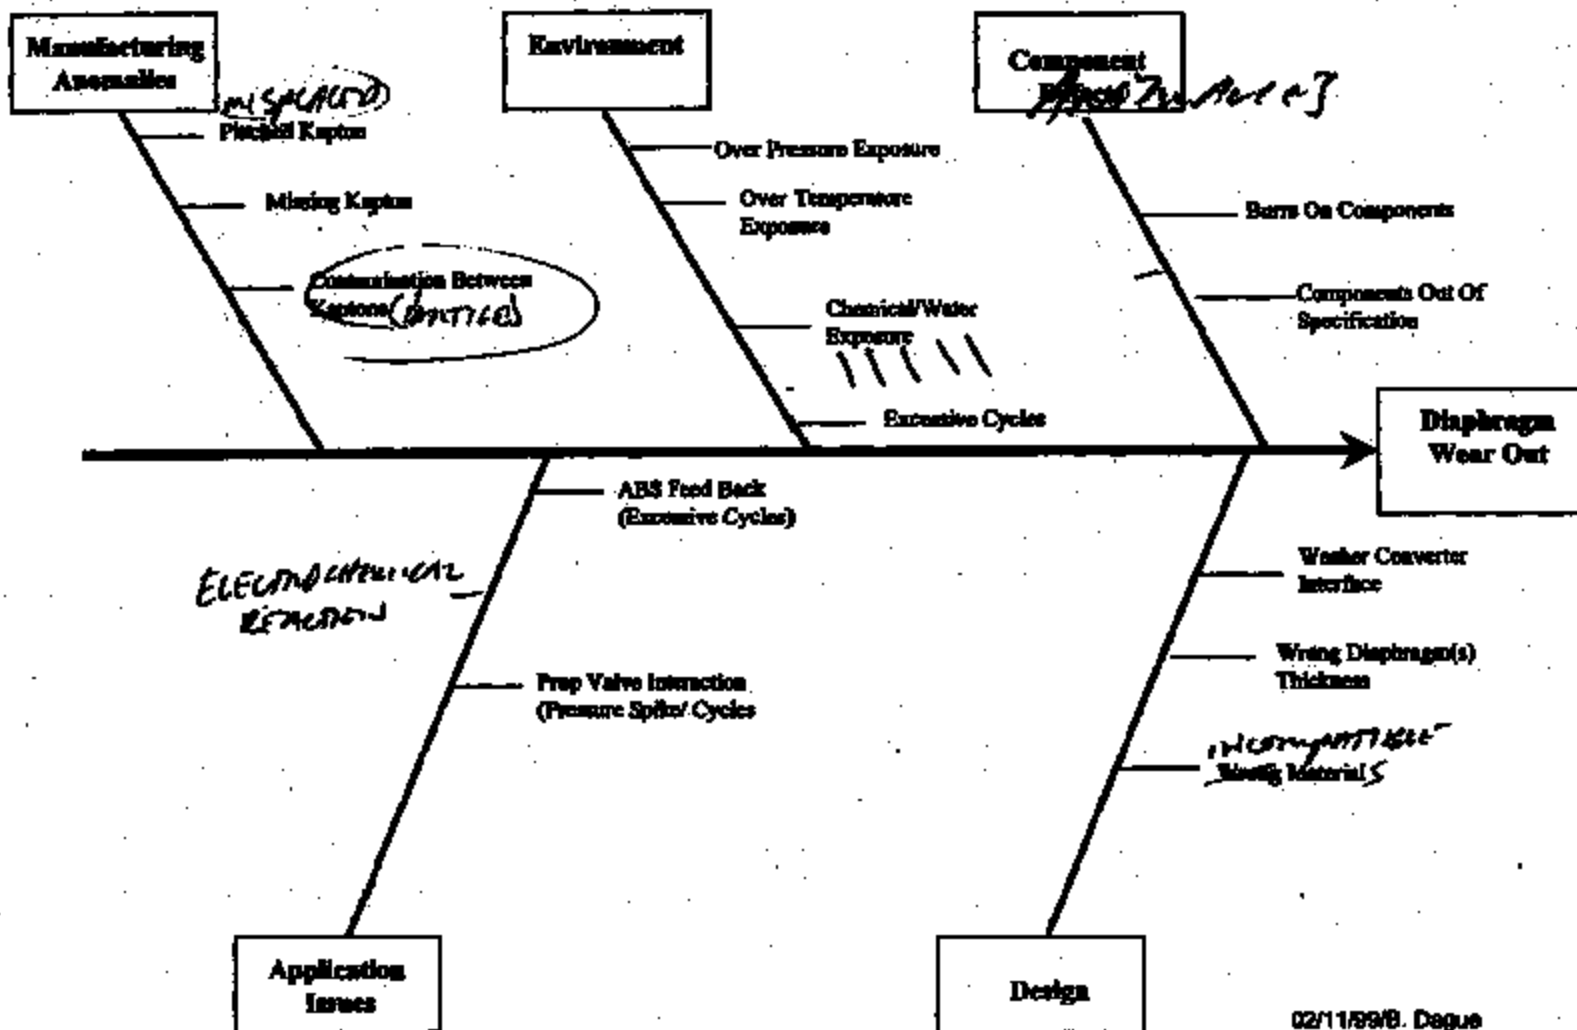 Manufacturing
Anomalies
MISPLACED
Pinched Kapton
Missing Kapton
Contamination Between
Kaptons (PARTICLE)
Environment
Over Pressure Exposure
Over Temperature
Exposure
Chemical/Water
Exposure
Excessive Cycles
Component
Burrs On Components
Components Out Of
Specification
Diaphragm
Wear Out
ABS Feed Back
(Excessive Cycles)
ELECTROCHEMICAL
REACTION
Prop Valve Interaction
(Pressure Spike/ Cycles
Application
Issues
Washer Converter
Interface
Wrong Diaphragm(s)
Thickness
INCOMPATIBLE
Wrong Materials
Design
02/11/99/B. Dague